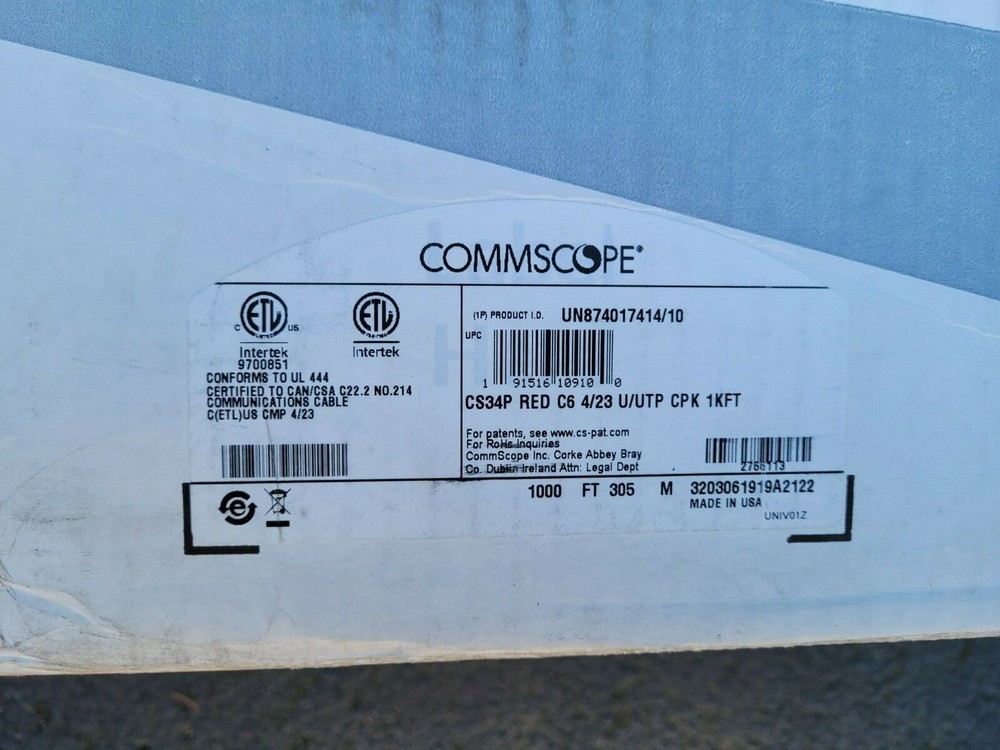 COMMSCOPE®
ETL
C US
Intertek
9700851
ETL
Intertek
CONFORMS TO UL 444
CERTIFIED TO CAN/CSA C22.2 NO.214
COMMUNICATIONS CABLE
C(ETL)US CMP 4/23
(1P) PRODUCT I.D. UN874017414/10
UPC
1 91516 10910 0
CS34P RED C6 4/23 U/UTP CPK 1KFT
For patents, see www.cs-pat.com
For RoHs Inquiries
CommScope Inc. Corke Abbey Bray
Co. Dublin Ireland Attn: Legal Dept
2756113
e
1000 FT 305 M 3203061919A2122
MADE IN USA
UNIV01Z